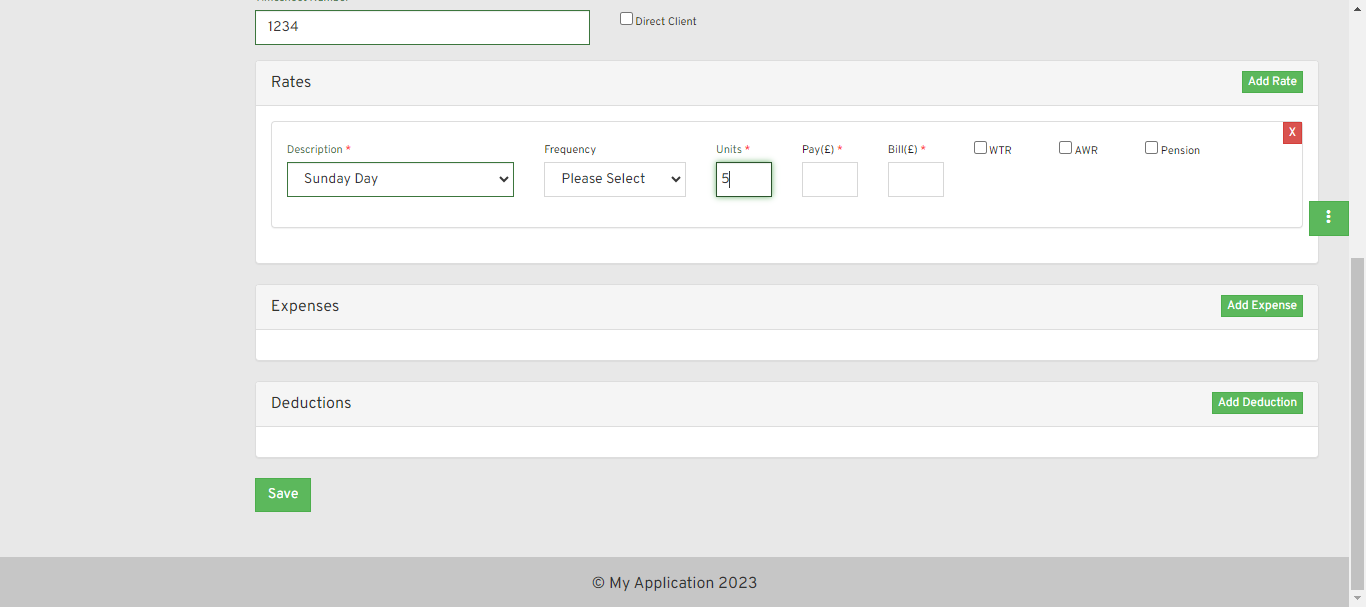 1234
Direct Client
Rates
Add Rate
X
Description *
Frequency
Units *
Pay(£) *
Bill(£) *
WTR
AWR
Pension
Sunday Day
Please Select
5
Expenses
Add Expense
Deductions
Add Deduction
Save
© My Application 2023